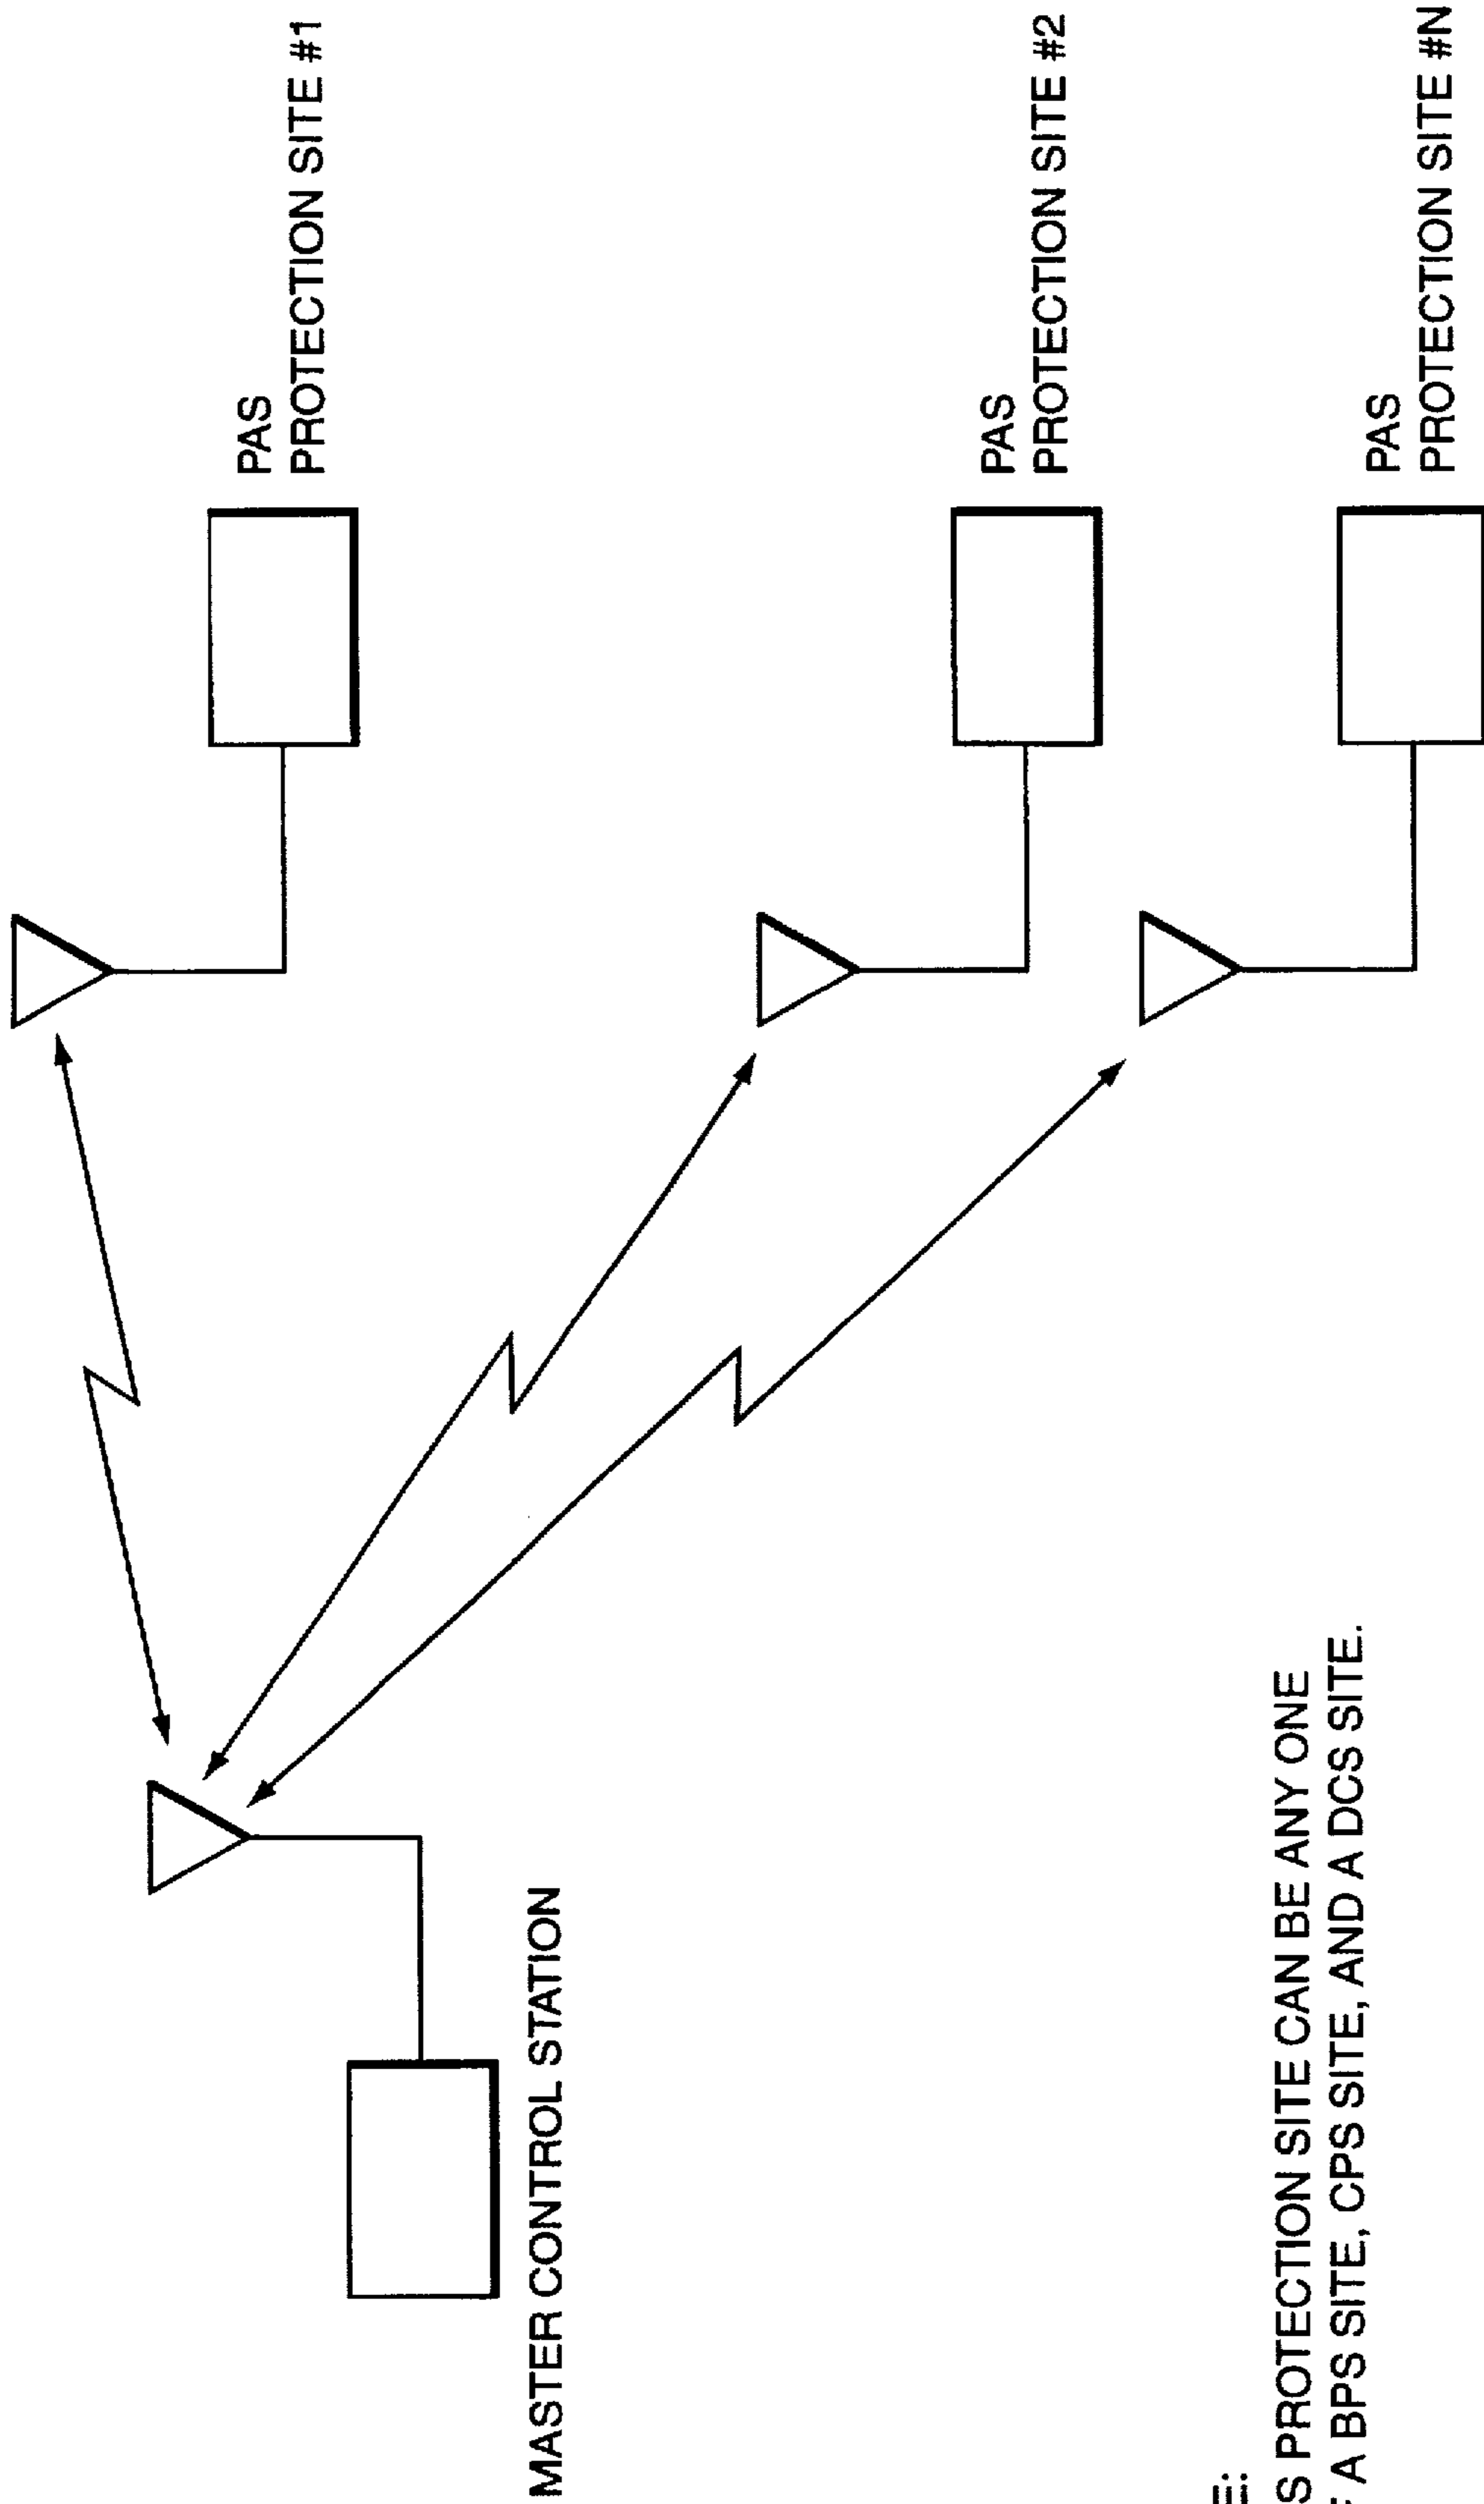 PAS
PROTECTION SITE #1
PAS
PROTECTION SITE #2
PAS
PROTECTION SITE #N
MASTER CONTROL STATION
E:
S PROTECTION SITE CAN BE ANY ONE
A BPS SITE, CPS SITE, AND A DCS SITE.